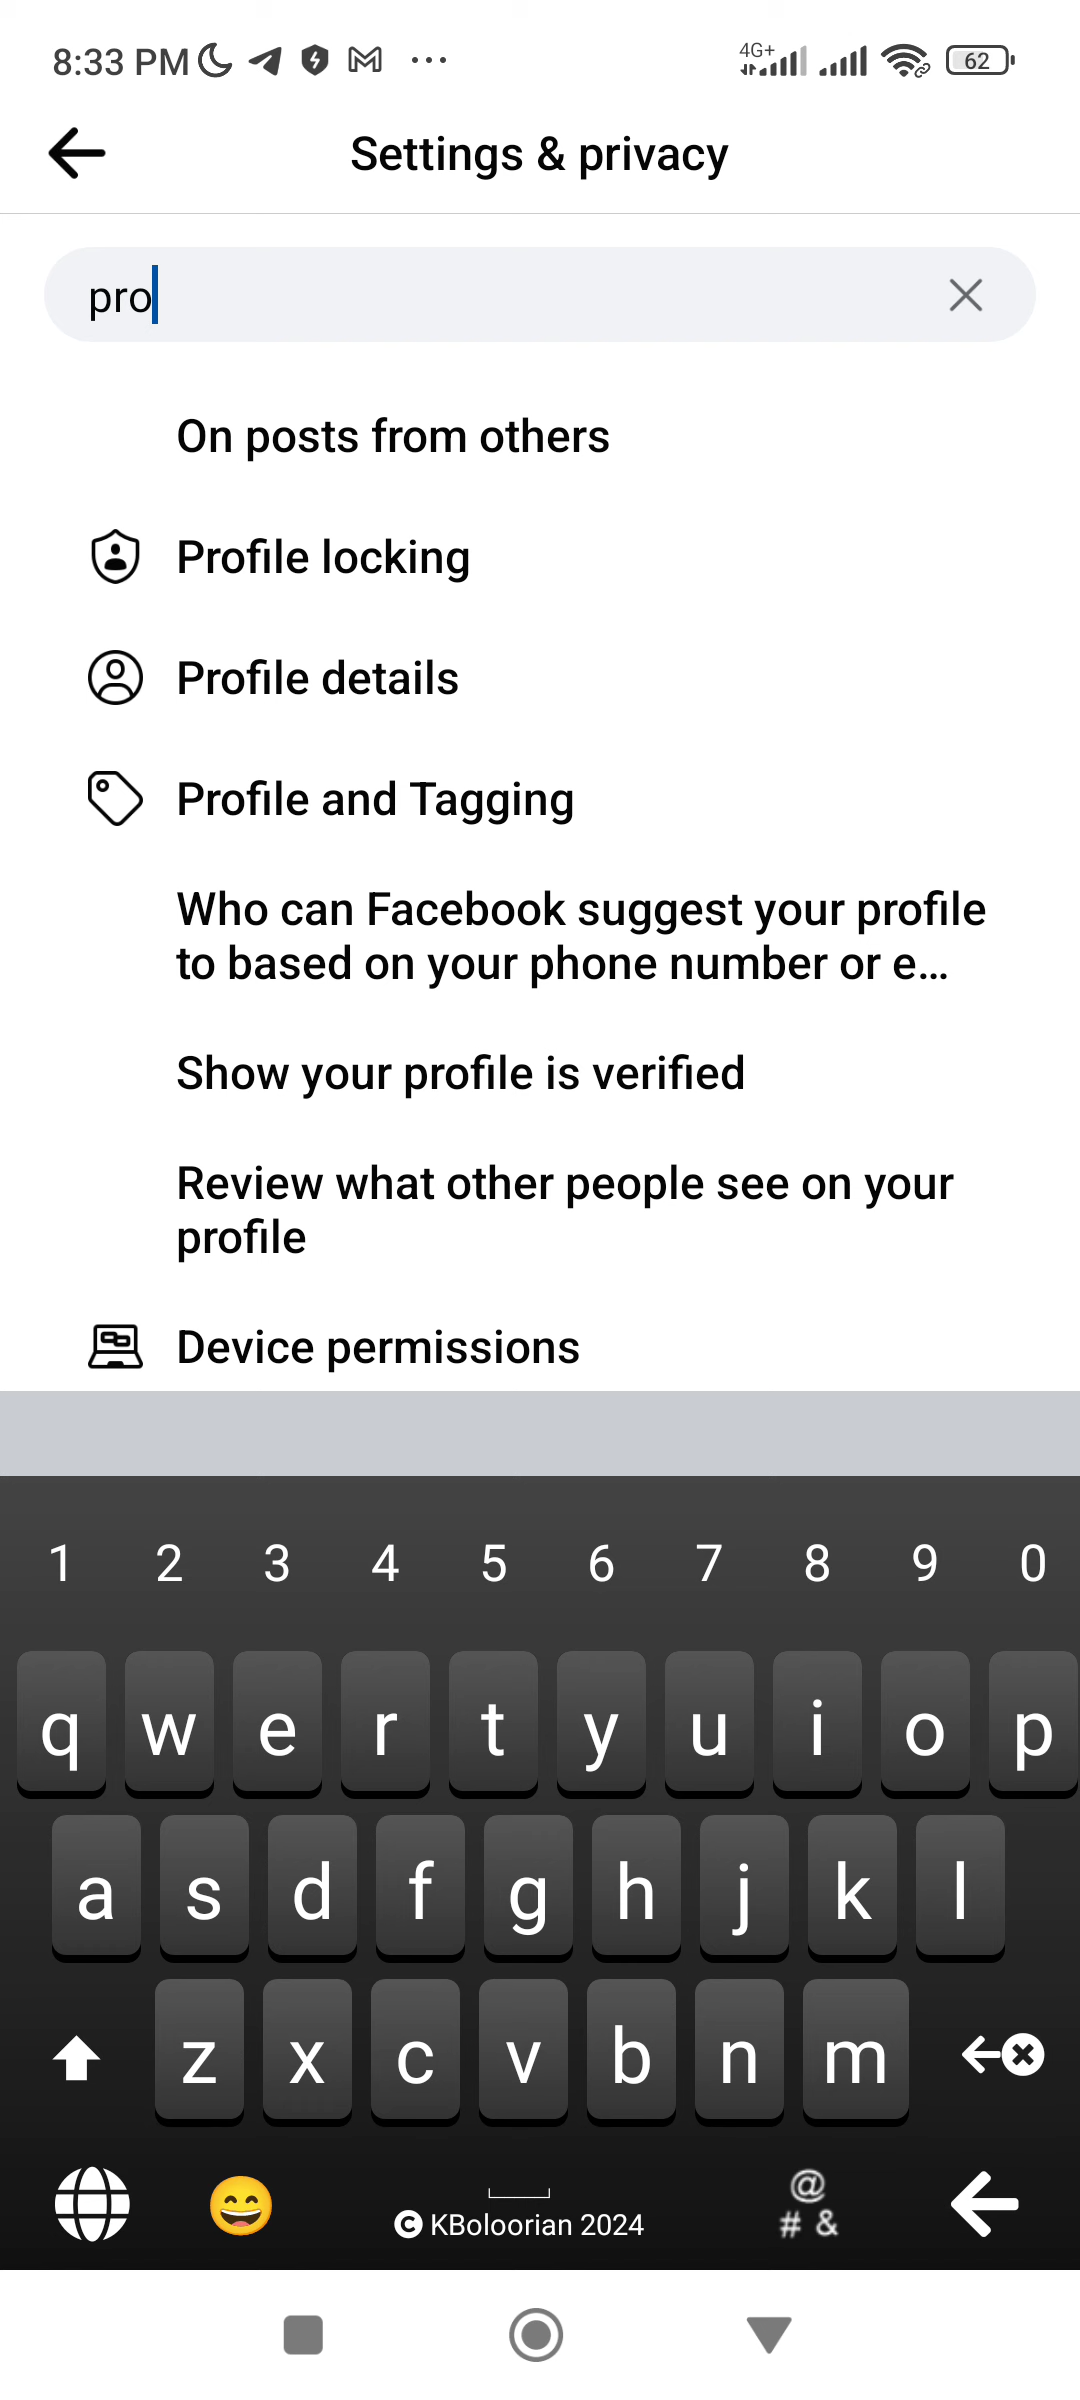 8:33 PM
4G+
62
Settings & privacy
pro
On posts from others
Profile locking
Profile details
Profile and Tagging
Who can Facebook suggest your profile
to based on your phone number or e...
Show your profile is verified
Review what other people see on your
profile
Device permissions
1 2 3 4 5 6 7 8 9 0
q w e r t y u i o p
a s d f g h j k l
z x c v b n m
@
# &
© KBoloorian 2024